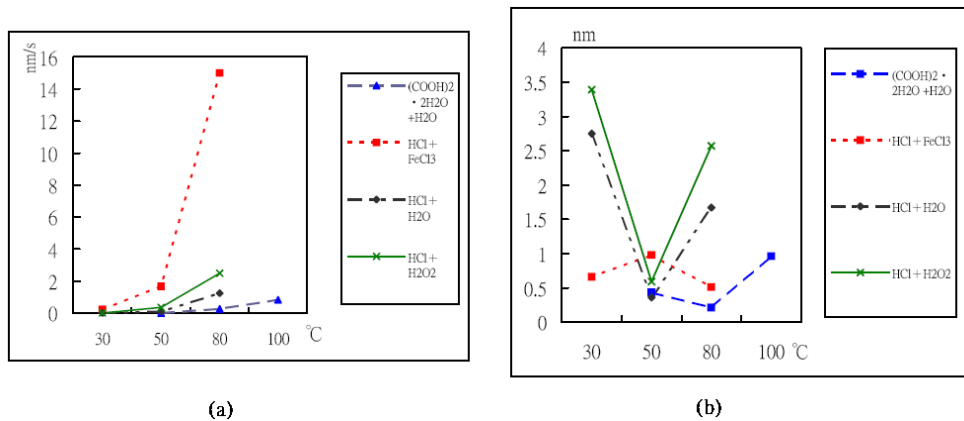 nm/s
16
14
12
10
8
6
4
2
0
30 50 80 100 ℃
(COOH)2
・2H2O
+H2O
HCl+
FeCl3
HCl+
H2O
HCl+
H2O2
(a)
nm
4
3.5
3
2.5
2
1.5
1
0.5
0
30 50 80 100 ℃
(COOH)2・
2H2O+H2O
HCl+FeCl3
HCl+H2O
HCl+H2O2
(b)